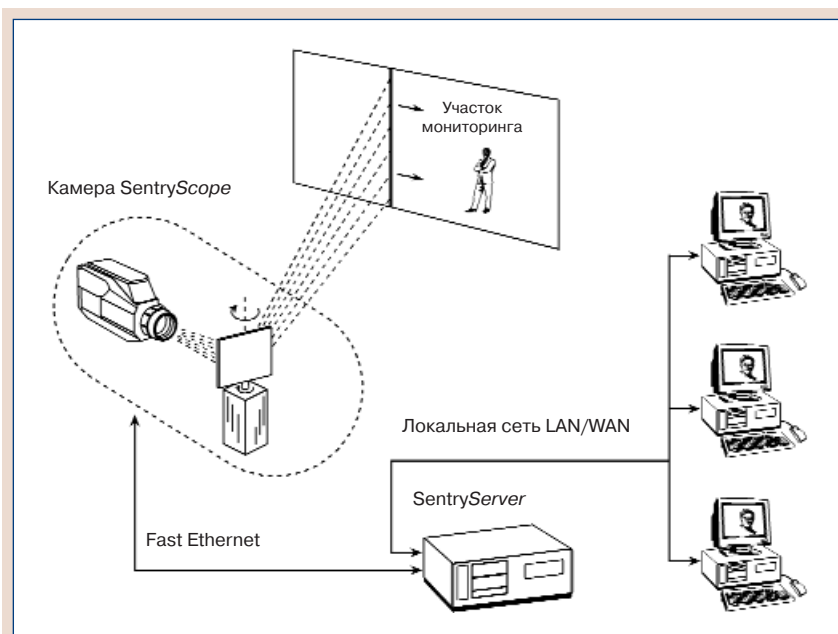 Участок
мониторинга
Камера SentryScope
Локальная сеть LAN/WAN
SentryServer
Fast Ethernet